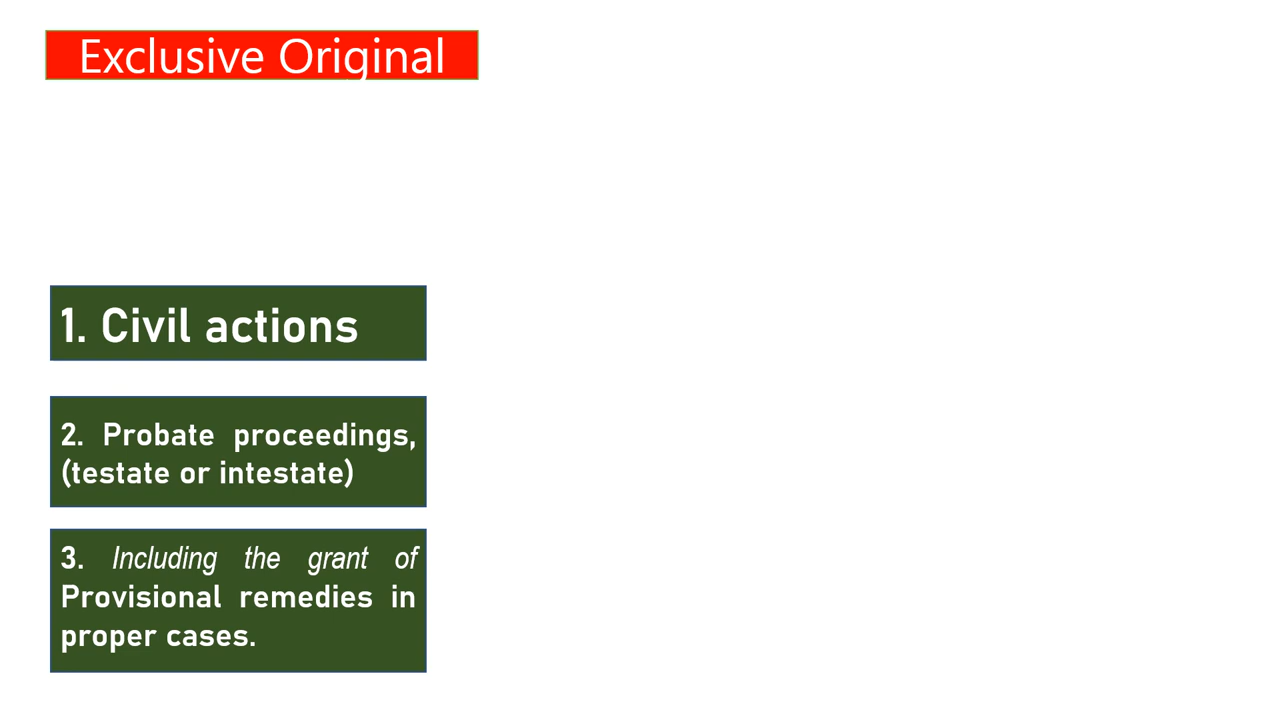 Exclusive Original
1. Civil actions
2. Probate proceedings,
(testate or intestate)
3. Including the grant of
Provisional remedies in
proper cases.